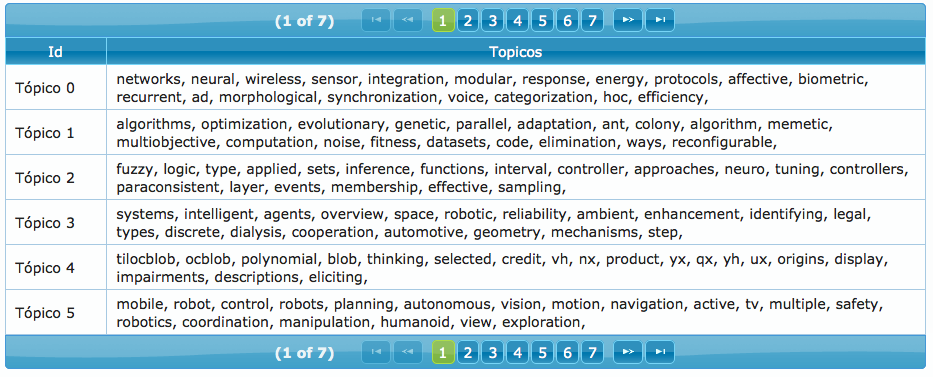 (1 of 7) 1 2 3 4 5 6 7
Id Topicos
Tópico 0 networks, neural, wireless, sensor, integration, modular, response, energy, protocols, affective, biometric,
recurrent, ad, morphological, synchronization, voice, categorization, hoc, efficiency,
Tópico 1 algorithms, optimization, evolutionary, genetic, parallel, adaptation, ant, colony, algorithm, memetic,
multiobjective, computation, noise, fitness, datasets, code, elimination, ways, reconfigurable,
Tópico 2 fuzzy, logic, type, applied, sets, inference, functions, interval, controller, approaches, neuro, tuning, controllers,
paraconsistent, layer, events, membership, effective, sampling,
Tópico 3 systems, intelligent, agents, overview, space, robotic, reliability, ambient, enhancement, identifying, legal,
types, discrete, dialysis, cooperation, automotive, geometry, mechanisms, step,
Tópico 4 tilocblob, ocblob, polynomial, blob, thinking, selected, credit, vh, nx, product, yx, qx, yh, ux, origins, display,
impairments, descriptions, eliciting,
Tópico 5 mobile, robot, control, robots, planning, autonomous, vision, motion, navigation, active, tv, multiple, safety,
robotics, coordination, manipulation, humanoid, view, exploration,
(1 of 7) 1 2 3 4 5 6 7